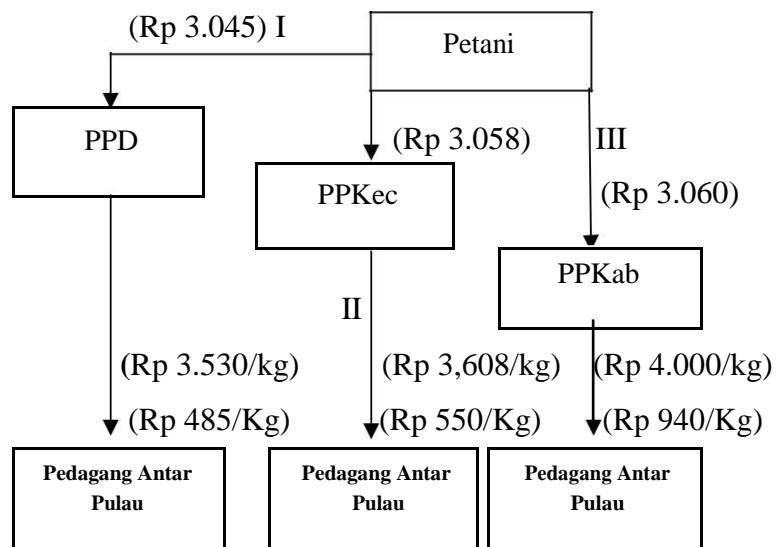 (Rp 3.045) I
Petani
PPD
(Rp 3.058)
III
PPKec
(Rp 3.060)
PPKab
II
(Rp 3.530/kg)
(Rp 3,608/kg)
(Rp 4.000/kg)
(Rp 485/Kg)
(Rp 550/Kg)
(Rp 940/Kg)
Pedagang Antar
Pulau
Pedagang Antar
Pulau
Pedagang Antar
Pulau